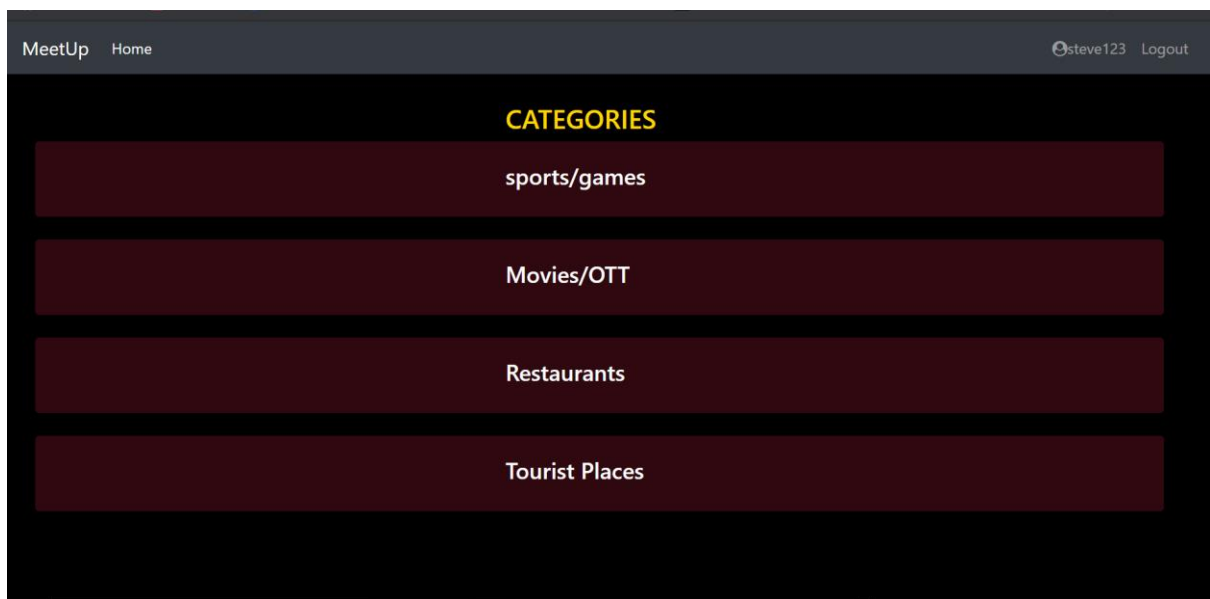 MeetUp Home steve123 Logout
CATEGORIES
sports/games
Movies/OTT
Restaurants
Tourist Places